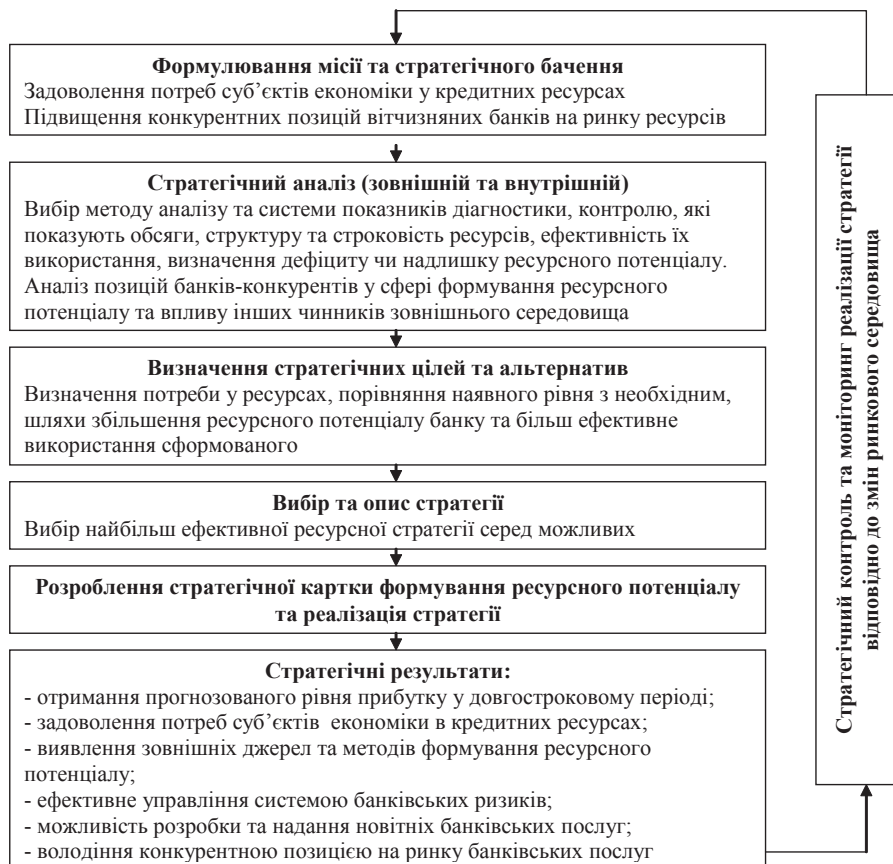 Формулювання місії та стратегічного бачення
Задоволення потреб суб’єктів економіки у кредитних ресурсах
Підвищення конкурентних позицій вітчизняних банків на ринку ресурсів
Стратегічний аналіз (зовнішній та внутрішній)
Вибір методу аналізу та системи показників діагностики, контролю, які
показують обсяги, структуру та строковість ресурсів, ефективність їх
використання, визначення дефіциту чи надлишку ресурсного потенціалу.
Аналіз позицій банків-конкурентів у сфері формування ресурсного
потенціалу та впливу інших чинників зовнішнього середовища
Визначення стратегічних цілей та альтернатив
Визначення потреби у ресурсах, порівняння наявного рівня з необхідним,
шляхи збільшення ресурсного потенціалу банку та більш ефективне
використання сформованого
Вибір та опис стратегії
Вибір найбільш ефективної ресурсної стратегії серед можливих
Розроблення стратегічної картки формування ресурсного потенціалу
та реалізація стратегії
Стратегічні результати:
- отримання прогнозованого рівня прибутку у довгостроковому періоді;
- задоволення потреб суб’єктів економіки в кредитних ресурсах;
- виявлення зовнішніх джерел та методів формування ресурсного
потенціалу;
- ефективне управління системою банківських ризиків;
- можливість розробки та надання новітніх банківських послуг;
- володіння конкурентною позицією на ринку банківських послуг
Стратегічний контроль та моніторинг реалізації стратегії
відповідно до змін ринкового середовища